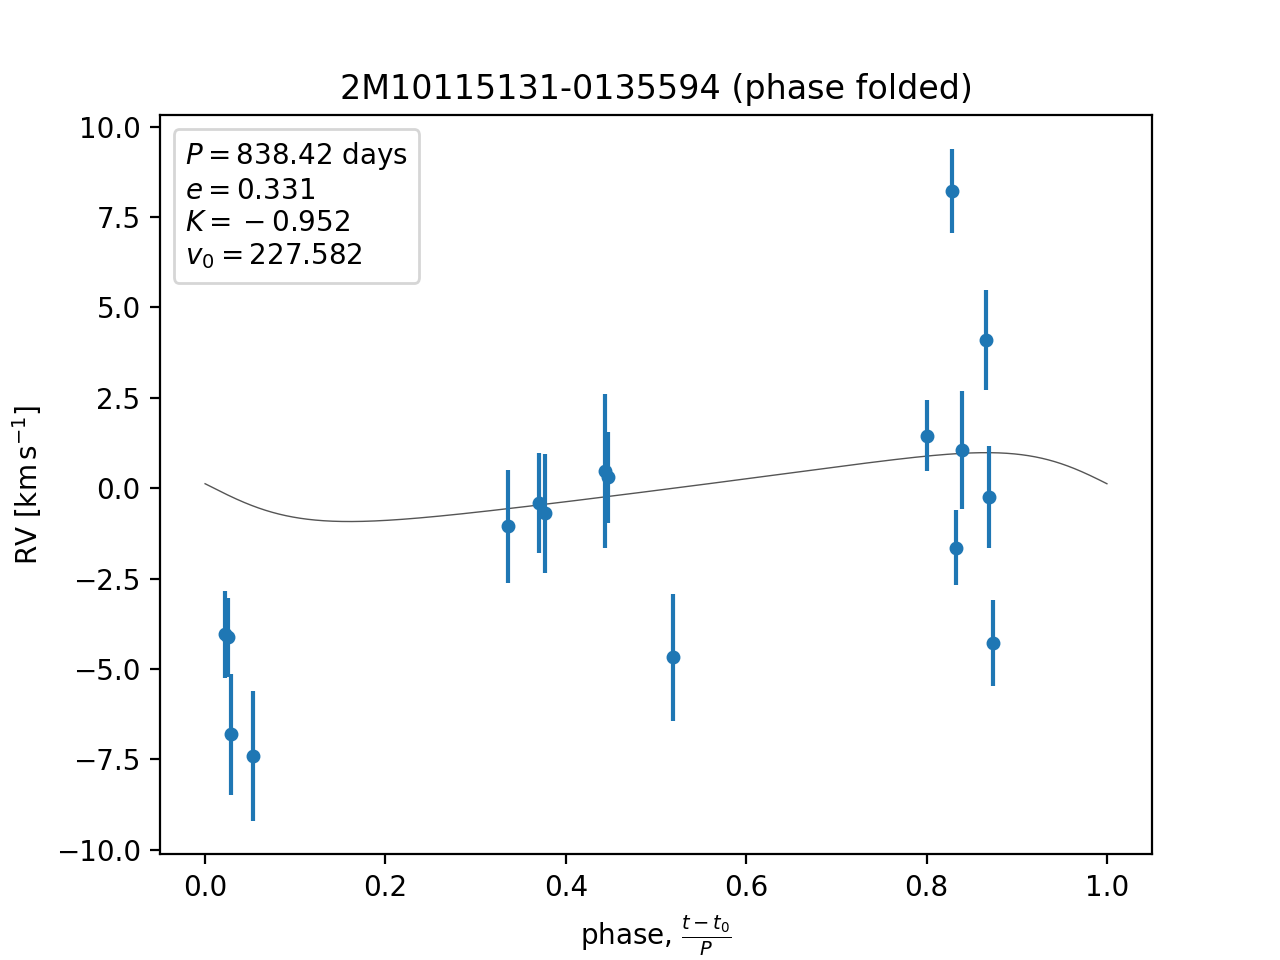 2M10115131-0135594 (phase folded)
P = 838.42 days
e = 0.331
K = −0.952
v₀ = 227.582
10.0
7.5
5.0
2.5
0.0
−2.5
−5.0
−7.5
−10.0
RV [km s⁻¹]
0.0 0.2 0.4 0.6 0.8 1.0
phase, (t − t₀)/P